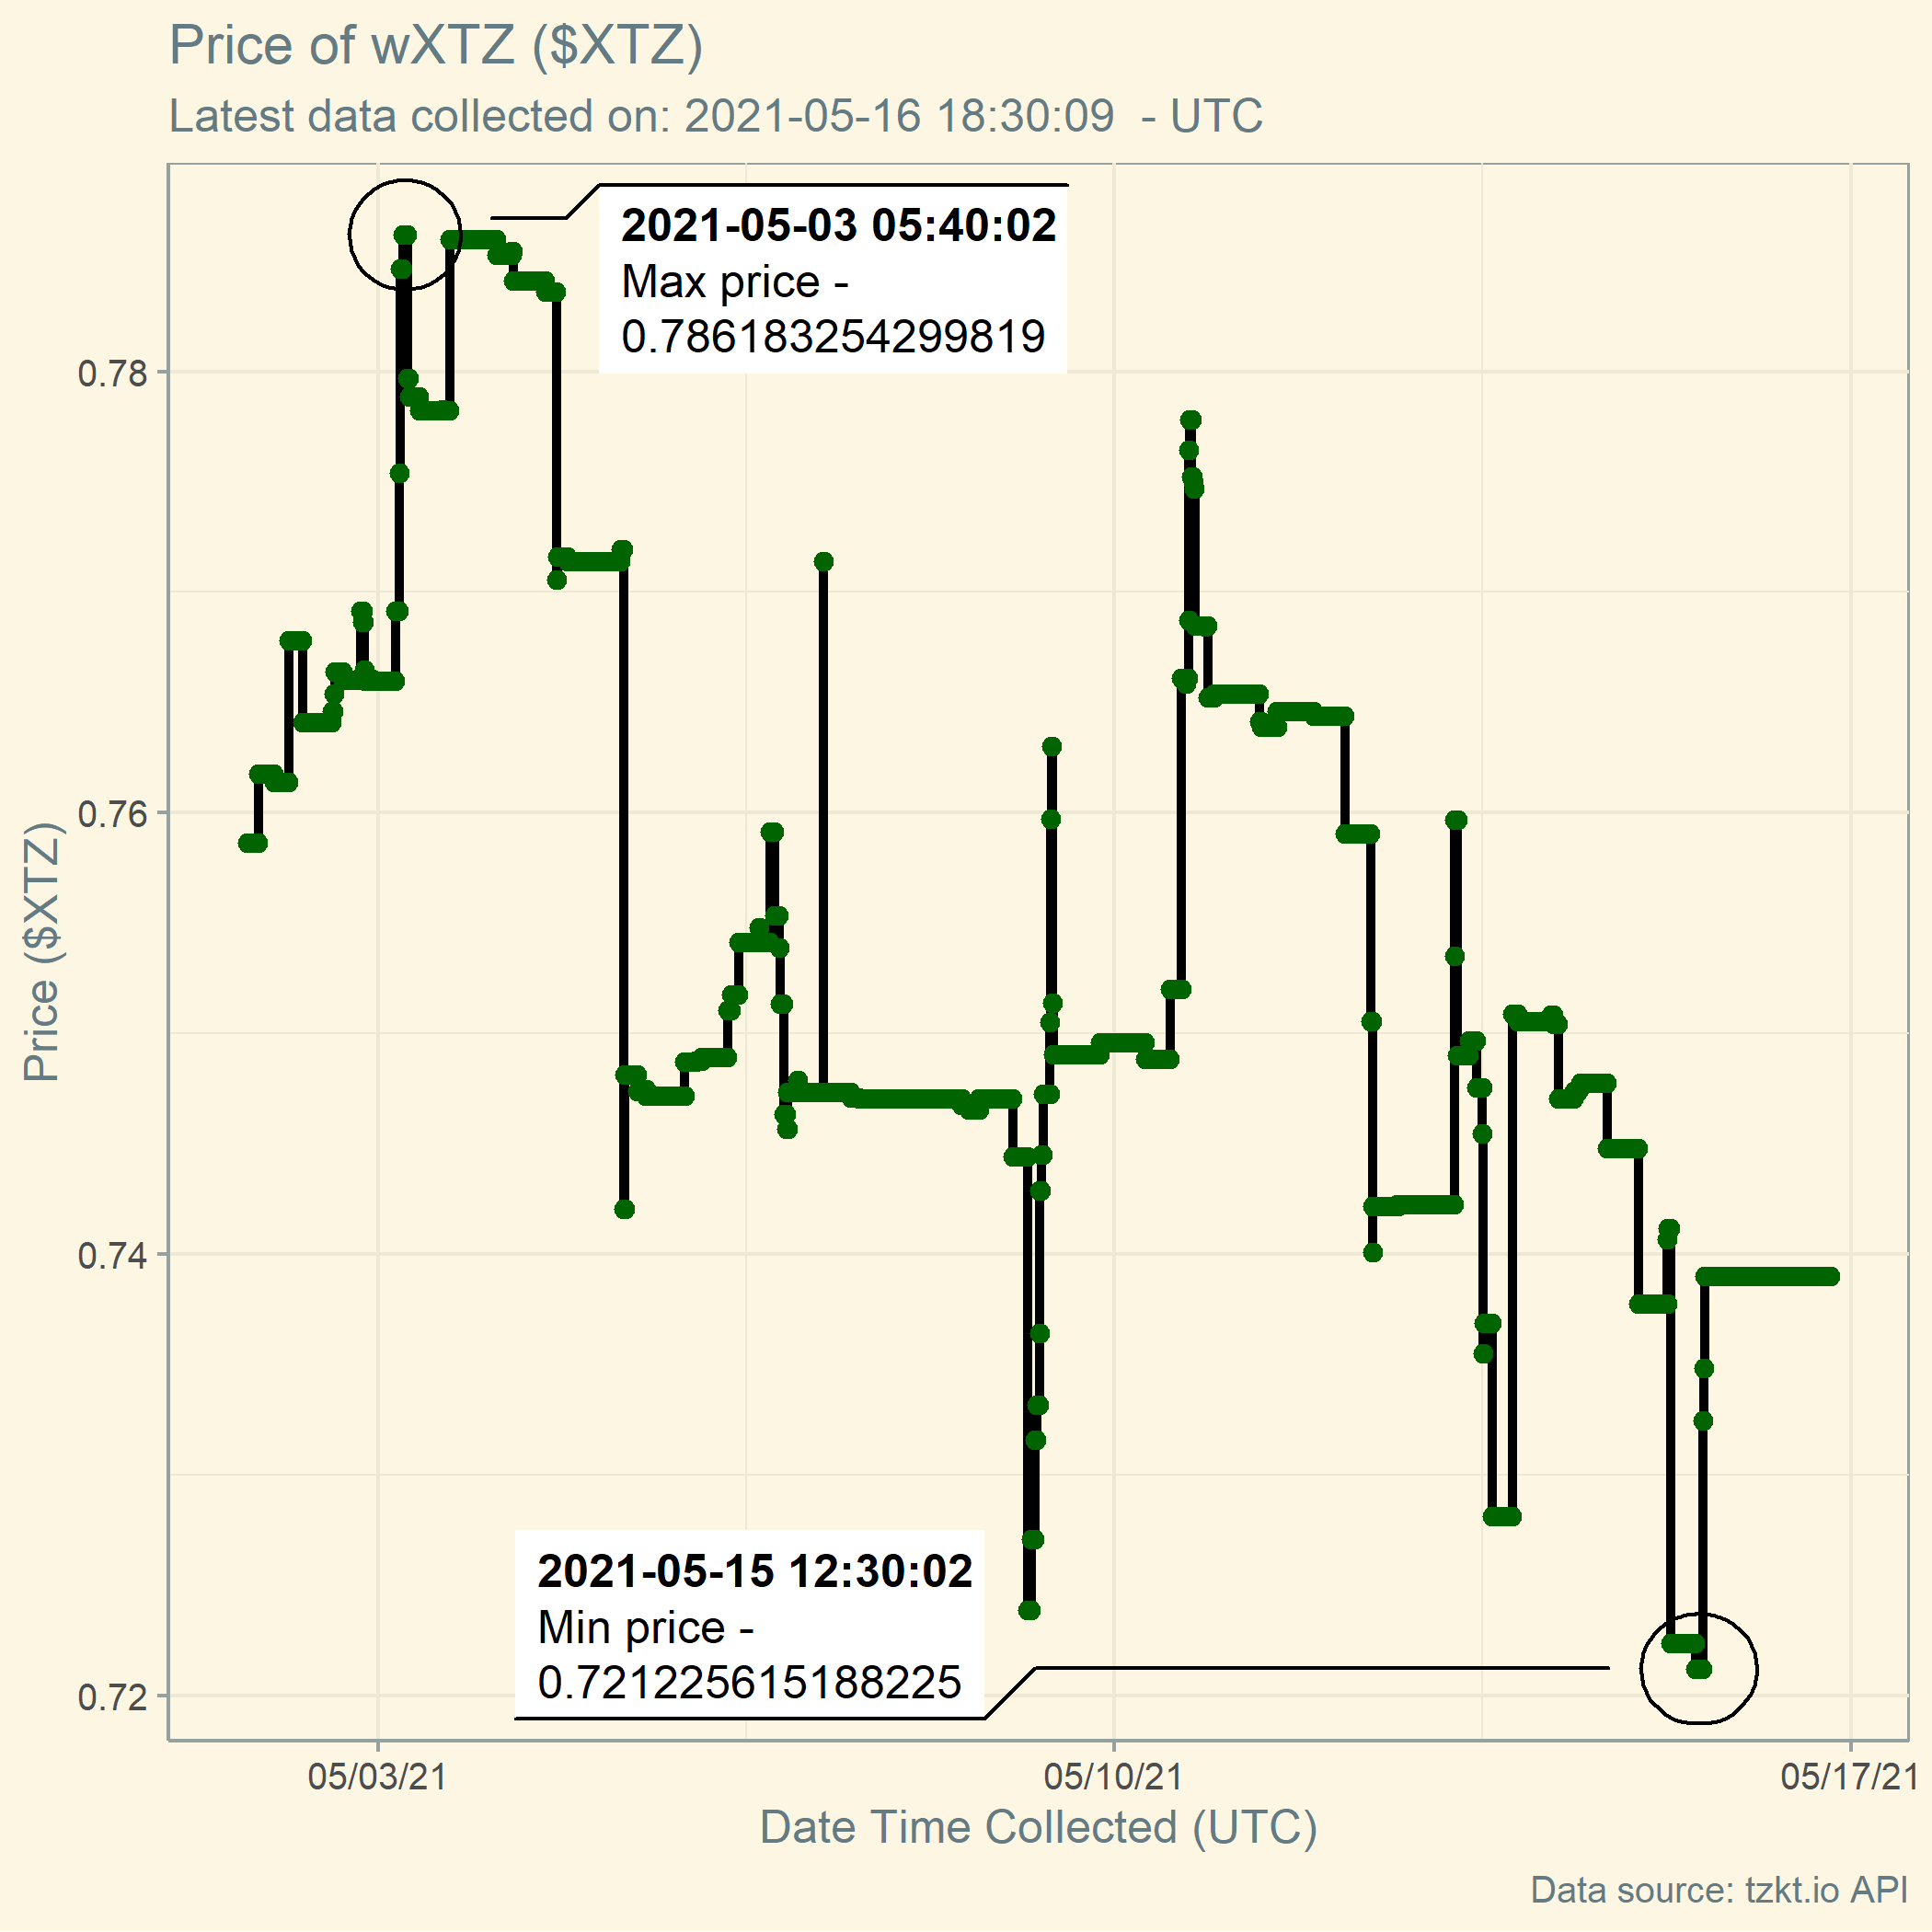 Price of wXTZ ($XTZ)
Latest data collected on: 2021-05-16 18:30:09  - UTC
2021-05-03 05:40:02
Max price -
0.786183254299819
0.78
0.76
0.74
0.72
Price ($XTZ)
2021-05-15 12:30:02
Min price -
0.721225615188225
05/03/21
05/10/21
05/17/21
Date Time Collected (UTC)
Data source: tzkt.io API